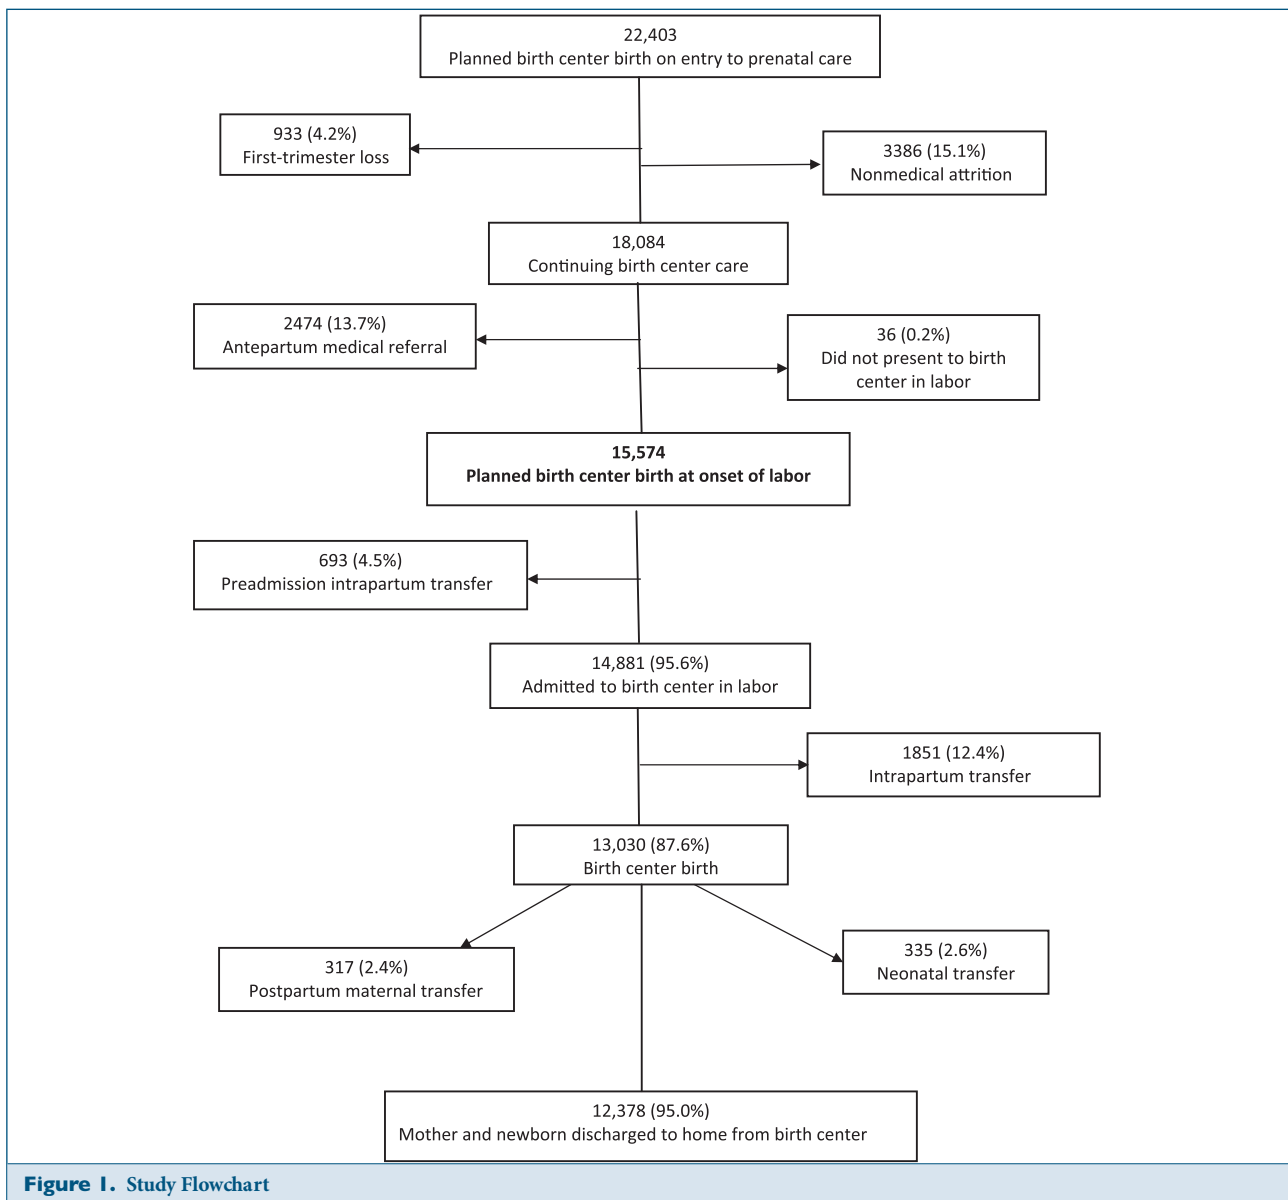 22,403
Planned birth center birth on entry to prenatal care
933 (4.2%)
First-trimester loss
3386 (15.1%)
Nonmedical attrition
18,084
Continuing birth center care
2474 (13.7%)
Antepartum medical referral
36 (0.2%)
Did not present to birth
center in labor
15,574
Planned birth center birth at onset of labor
693 (4.5%)
Preadmission intrapartum transfer
14,881 (95.6%)
Admitted to birth center in labor
1851 (12.4%)
Intrapartum transfer
13,030 (87.6%)
Birth center birth
317 (2.4%)
Postpartum maternal transfer
335 (2.6%)
Neonatal transfer
12,378 (95.0%)
Mother and newborn discharged to home from birth center
Figure 1. Study Flowchart